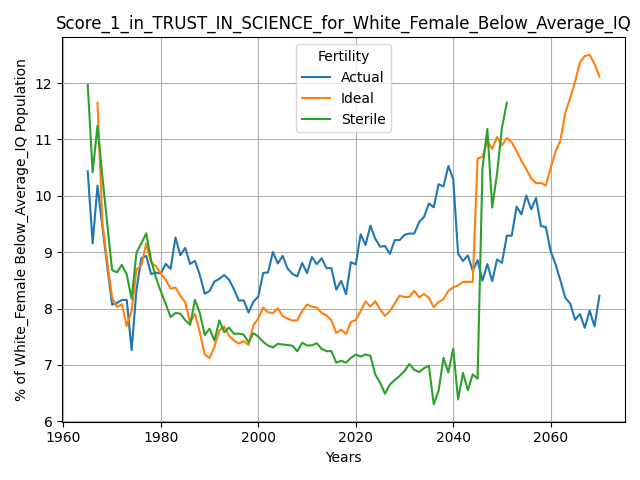 Score_1_in_TRUST_IN_SCIENCE_for_White_Female_Below_Average_IQ
Fertility
Actual
Ideal
Sterile
% of White_Female Below_Average_IQ Population
12
11
10
9
8
7
6
1960
1980
2000
2020
2040
2060
Years